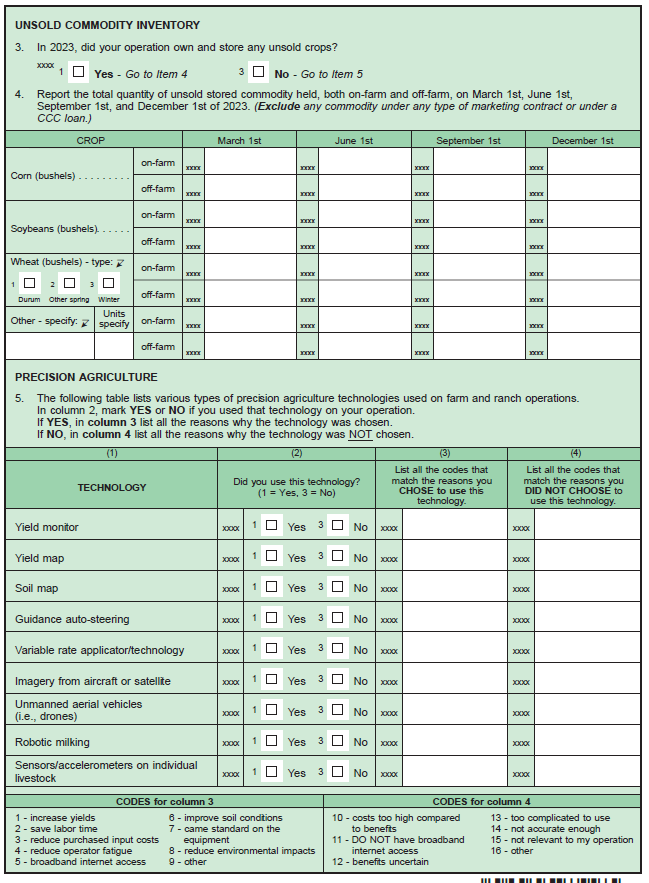 UNSOLD COMMODITY INVENTORY
3. In 2023, did your operation own and store any unsold crops?
xxxx 1 Yes - Go to Item 4 3 No - Go to Item 5
4. Report the total quantity of unsold stored commodity held, both on-farm and off-farm, on March 1st, June 1st,
September 1st, and December 1st of 2023. (Exclude any commodity under any type of marketing contract or under a
CCC loan.)
CROP March 1st June 1st September 1st December 1st
Corn (bushels) . . . . . . . . .
on-farm xxxx xxxx xxxx xxxx
off-farm xxxx xxxx xxxx xxxx
Soybeans (bushels). . . . . .
on-farm xxxx xxxx xxxx xxxx
off-farm xxxx xxxx xxxx xxxx
Wheat (bushels) - type:
1 2 3
Durum Other spring Winter
on-farm xxxx xxxx xxxx xxxx
off-farm xxxx xxxx xxxx xxxx
Other - specify:
Units
specify
on-farm xxxx xxxx xxxx xxxx
off-farm xxxx xxxx xxxx xxxx
PRECISION AGRICULTURE
5. The following table lists various types of precision agriculture technologies used on farm and ranch operations.
In column 2, mark YES or NO if you used that technology on your operation.
If YES, in column 3 list all the reasons why the technology was chosen.
If NO, in column 4 list all the reasons why the technology was NOT chosen.
(1) (2) (3) (4)
TECHNOLOGY
Did you use this technology?
(1 = Yes, 3 = No)
List all the codes that
match the reasons you
CHOSE to use this
technology.
List all the codes that
match the reasons you
DID NOT CHOOSE to
use this technology.
Yield monitor xxxx 1 Yes 3 No xxxx xxxx
Yield map xxxx 1 Yes 3 No xxxx xxxx
Soil map xxxx 1 Yes 3 No xxxx xxxx
Guidance auto-steering xxxx 1 Yes 3 No xxxx xxxx
Variable rate applicator/technology xxxx 1 Yes 3 No xxxx xxxx
Imagery from aircraft or satellite xxxx 1 Yes 3 No xxxx xxxx
Unmanned aerial vehicles
(i.e., drones) xxxx 1 Yes 3 No xxxx xxxx
Robotic milking xxxx 1 Yes 3 No xxxx xxxx
Sensors/accelerometers on individual
livestock xxxx 1 Yes 3 No xxxx xxxx
CODES for column 3
1 - increase yields
2 - save labor time
3 - reduce purchased input costs
4 - reduce operator fatigue
5 - broadband internet access
6 - improve soil conditions
7 - came standard on the
equipment
8 - reduce environmental impacts
9 - other
CODES for column 4
10 - costs too high compared
to benefits
11 - DO NOT have broadband
internet access
12 - benefits uncertain
13 - too complicated to use
14 - not accurate enough
15 - not relevant to my operation
16 - other